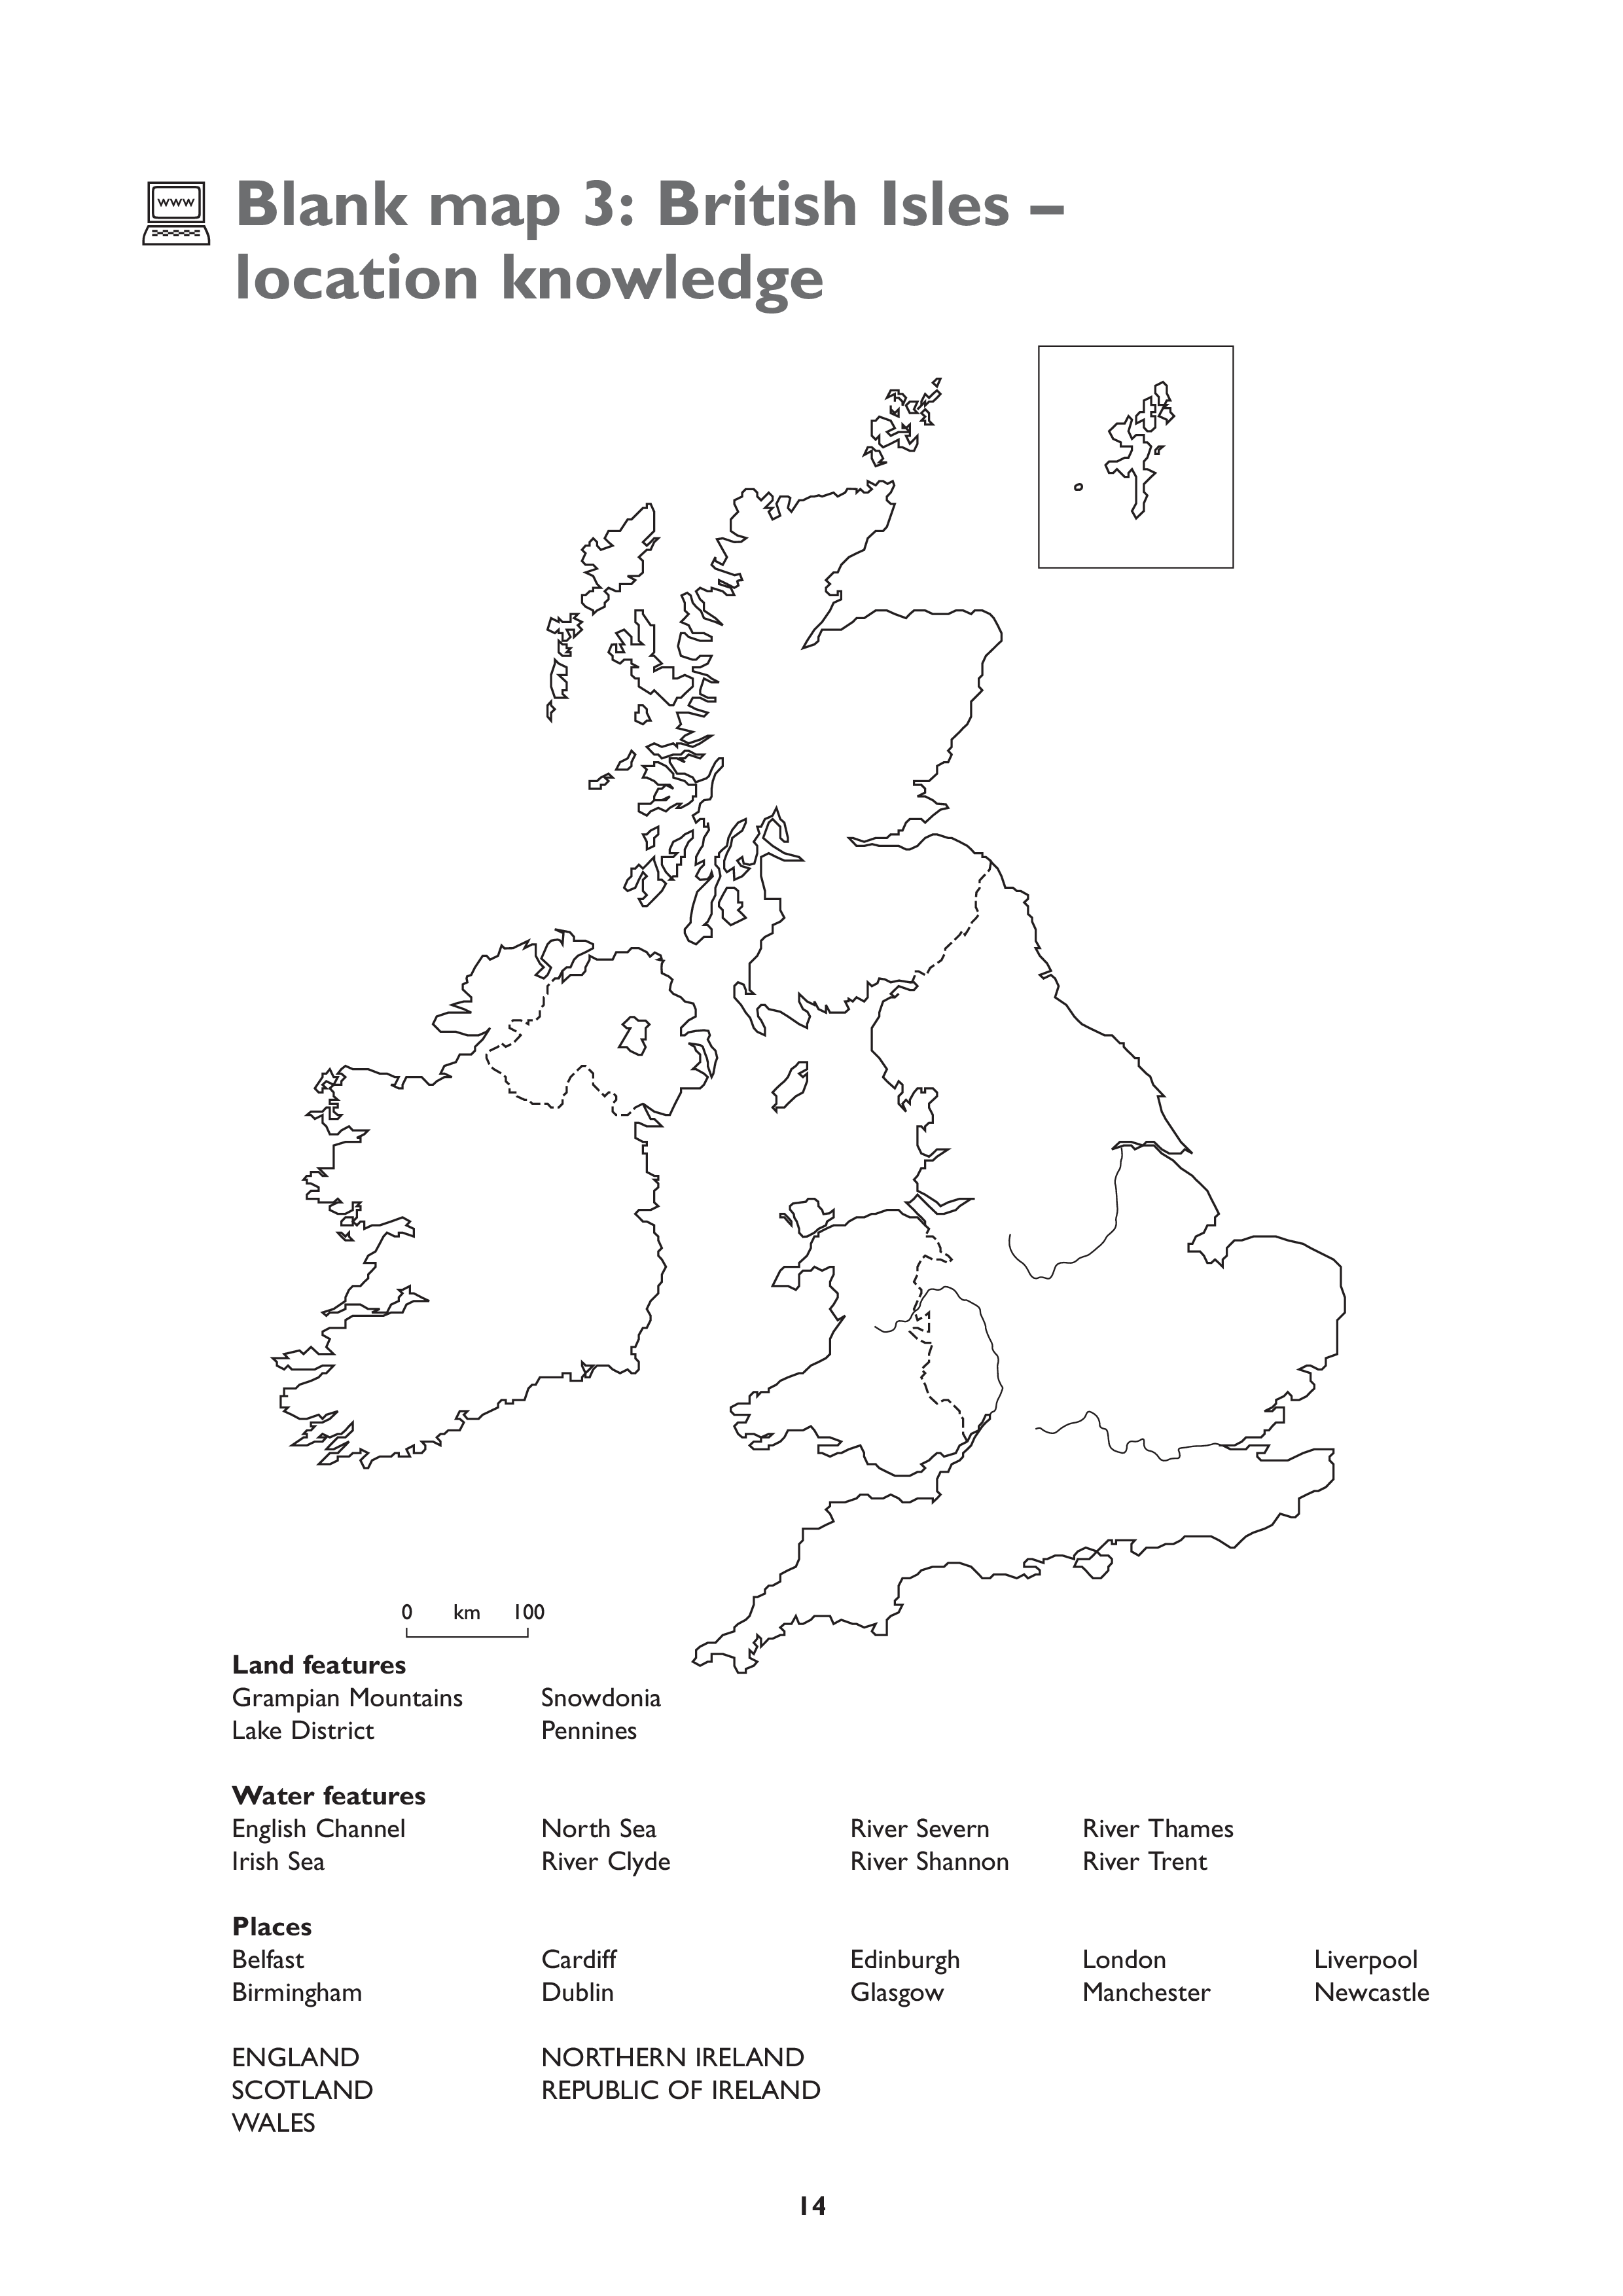 www
Blank map 3: British Isles –
location knowledge
0 km 100
Land features
Grampian Mountains Snowdonia
Lake District Pennines
Water features
English Channel North Sea River Severn River Thames
Irish Sea River Clyde River Shannon River Trent
Places
Belfast Cardiff Edinburgh London Liverpool
Birmingham Dublin Glasgow Manchester Newcastle
ENGLAND NORTHERN IRELAND
SCOTLAND REPUBLIC OF IRELAND
WALES
14